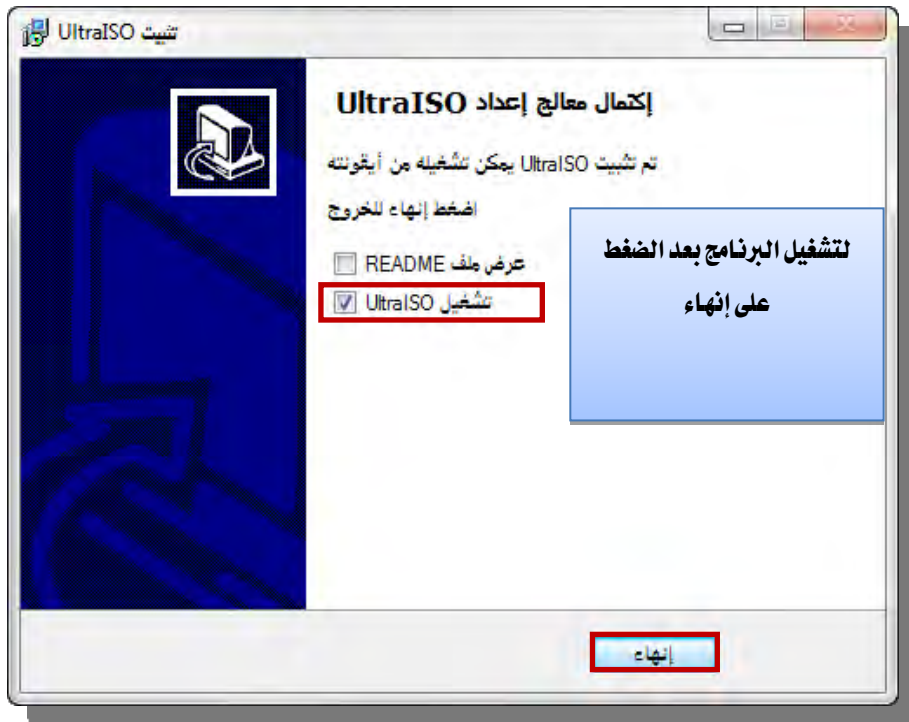 تثبيت UltraISO
إكتمال معالج إعداد UltraISO
تم تثبيت UltraISO يمكن تشغيله من أيقونته
اضغط إنهاء للخروج
عرض ملف README
تشغيل UltraISO
لتشغيل البرنامج بعد الضغط
على إنهاء
إنهاء